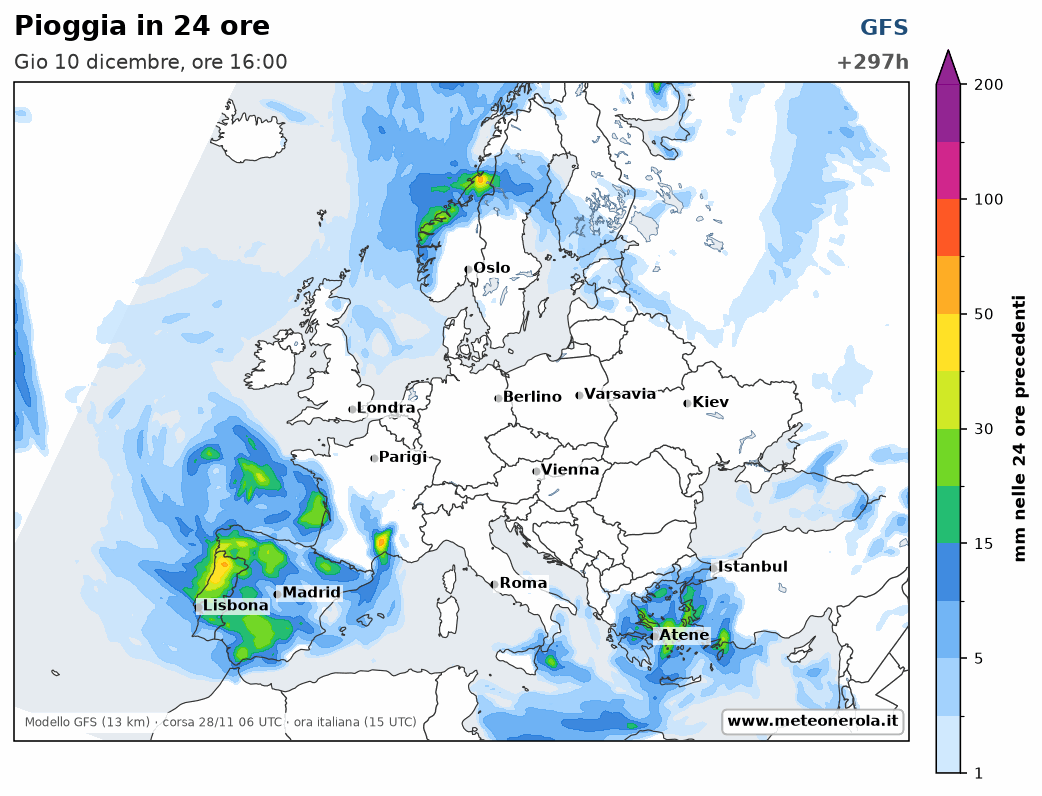 Pioggia in 24 ore
GFS
Gio 10 dicembre, ore 16:00
+297h
200
100
50
30
15
5
1
mm nelle 24 ore precedenti
Oslo
Berlino
Varsavia
Kiev
Londra
Parigi
Vienna
Istanbul
Roma
Madrid
Lisbona
Atene
Modello GFS (13 km) · corsa 28/11 06 UTC · ora italiana (15 UTC)
www.meteonerola.it